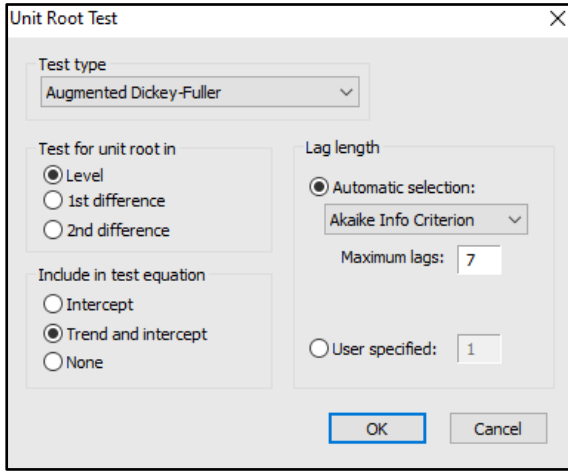 Unit Root Test
Test type
Augmented Dickey-Fuller
Test for unit root in
Level
1st difference
2nd difference
Include in test equation
Intercept
Trend and intercept
None
Lag length
Automatic selection:
Akaike Info Criterion
Maximum lags: 7
User specified: 1
OK Cancel